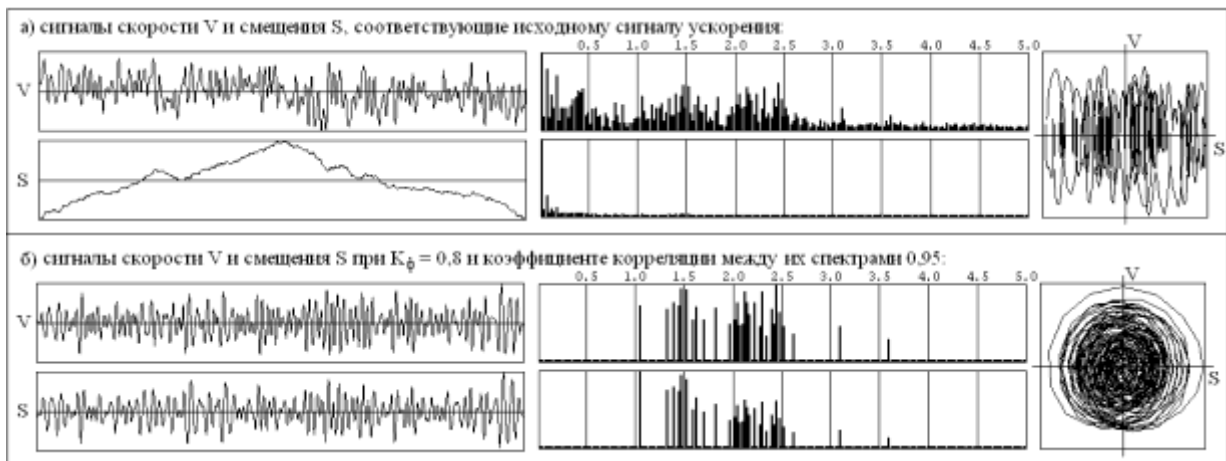 а) сигналы скорости V и смещения S, соответствующие исходному сигналу ускорения:
0.5 1.0 1.5 2.0 2.5 3.0 3.5 4.0 4.5 5.0
V
V
S
S
б) сигналы скорости V и смещения S при Kф = 0,8 и коэффициенте корреляции между их спектрами 0,95:
0.5 1.0 1.5 2.0 2.5 3.0 3.5 4.0 4.5 5.0
V
V
S
S